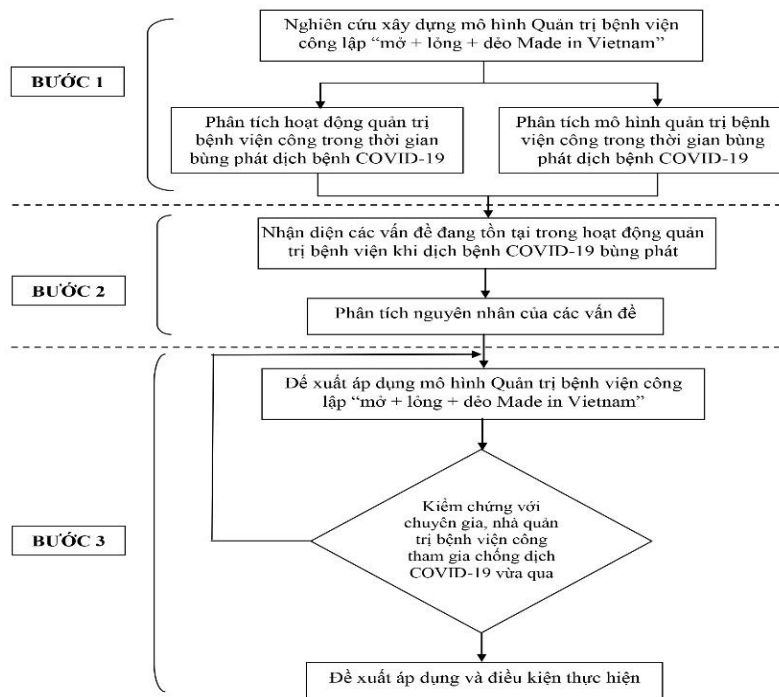 Nghiên cứu xây dựng mô hình Quản trị bệnh viện
công lập “mở + lỏng + dẻo Made in Vietnam”
BƯỚC 1
Phân tích hoạt động quản trị
bệnh viện công trong thời gian
bùng phát dịch bệnh COVID-19
Phân tích mô hình quản trị bệnh
viện công trong thời gian bùng
phát dịch bệnh COVID-19
Nhận diện các vấn đề đang tồn tại trong hoạt động quản
trị bệnh viện khi dịch bệnh COVID-19 bùng phát
BƯỚC 2
Phân tích nguyên nhân của các vấn đề
Đế xuất áp dụng mô hình Quản trị bệnh viện công
lập “mở + lỏng + dẻo Made in Vietnam”
BƯỚC 3
Kiểm chứng với
chuyên gia, nhà quản
trị bệnh viện công
tham gia chống dịch
COVID-19 vừa qua
Đề xuất áp dụng và điều kiện thực hiện